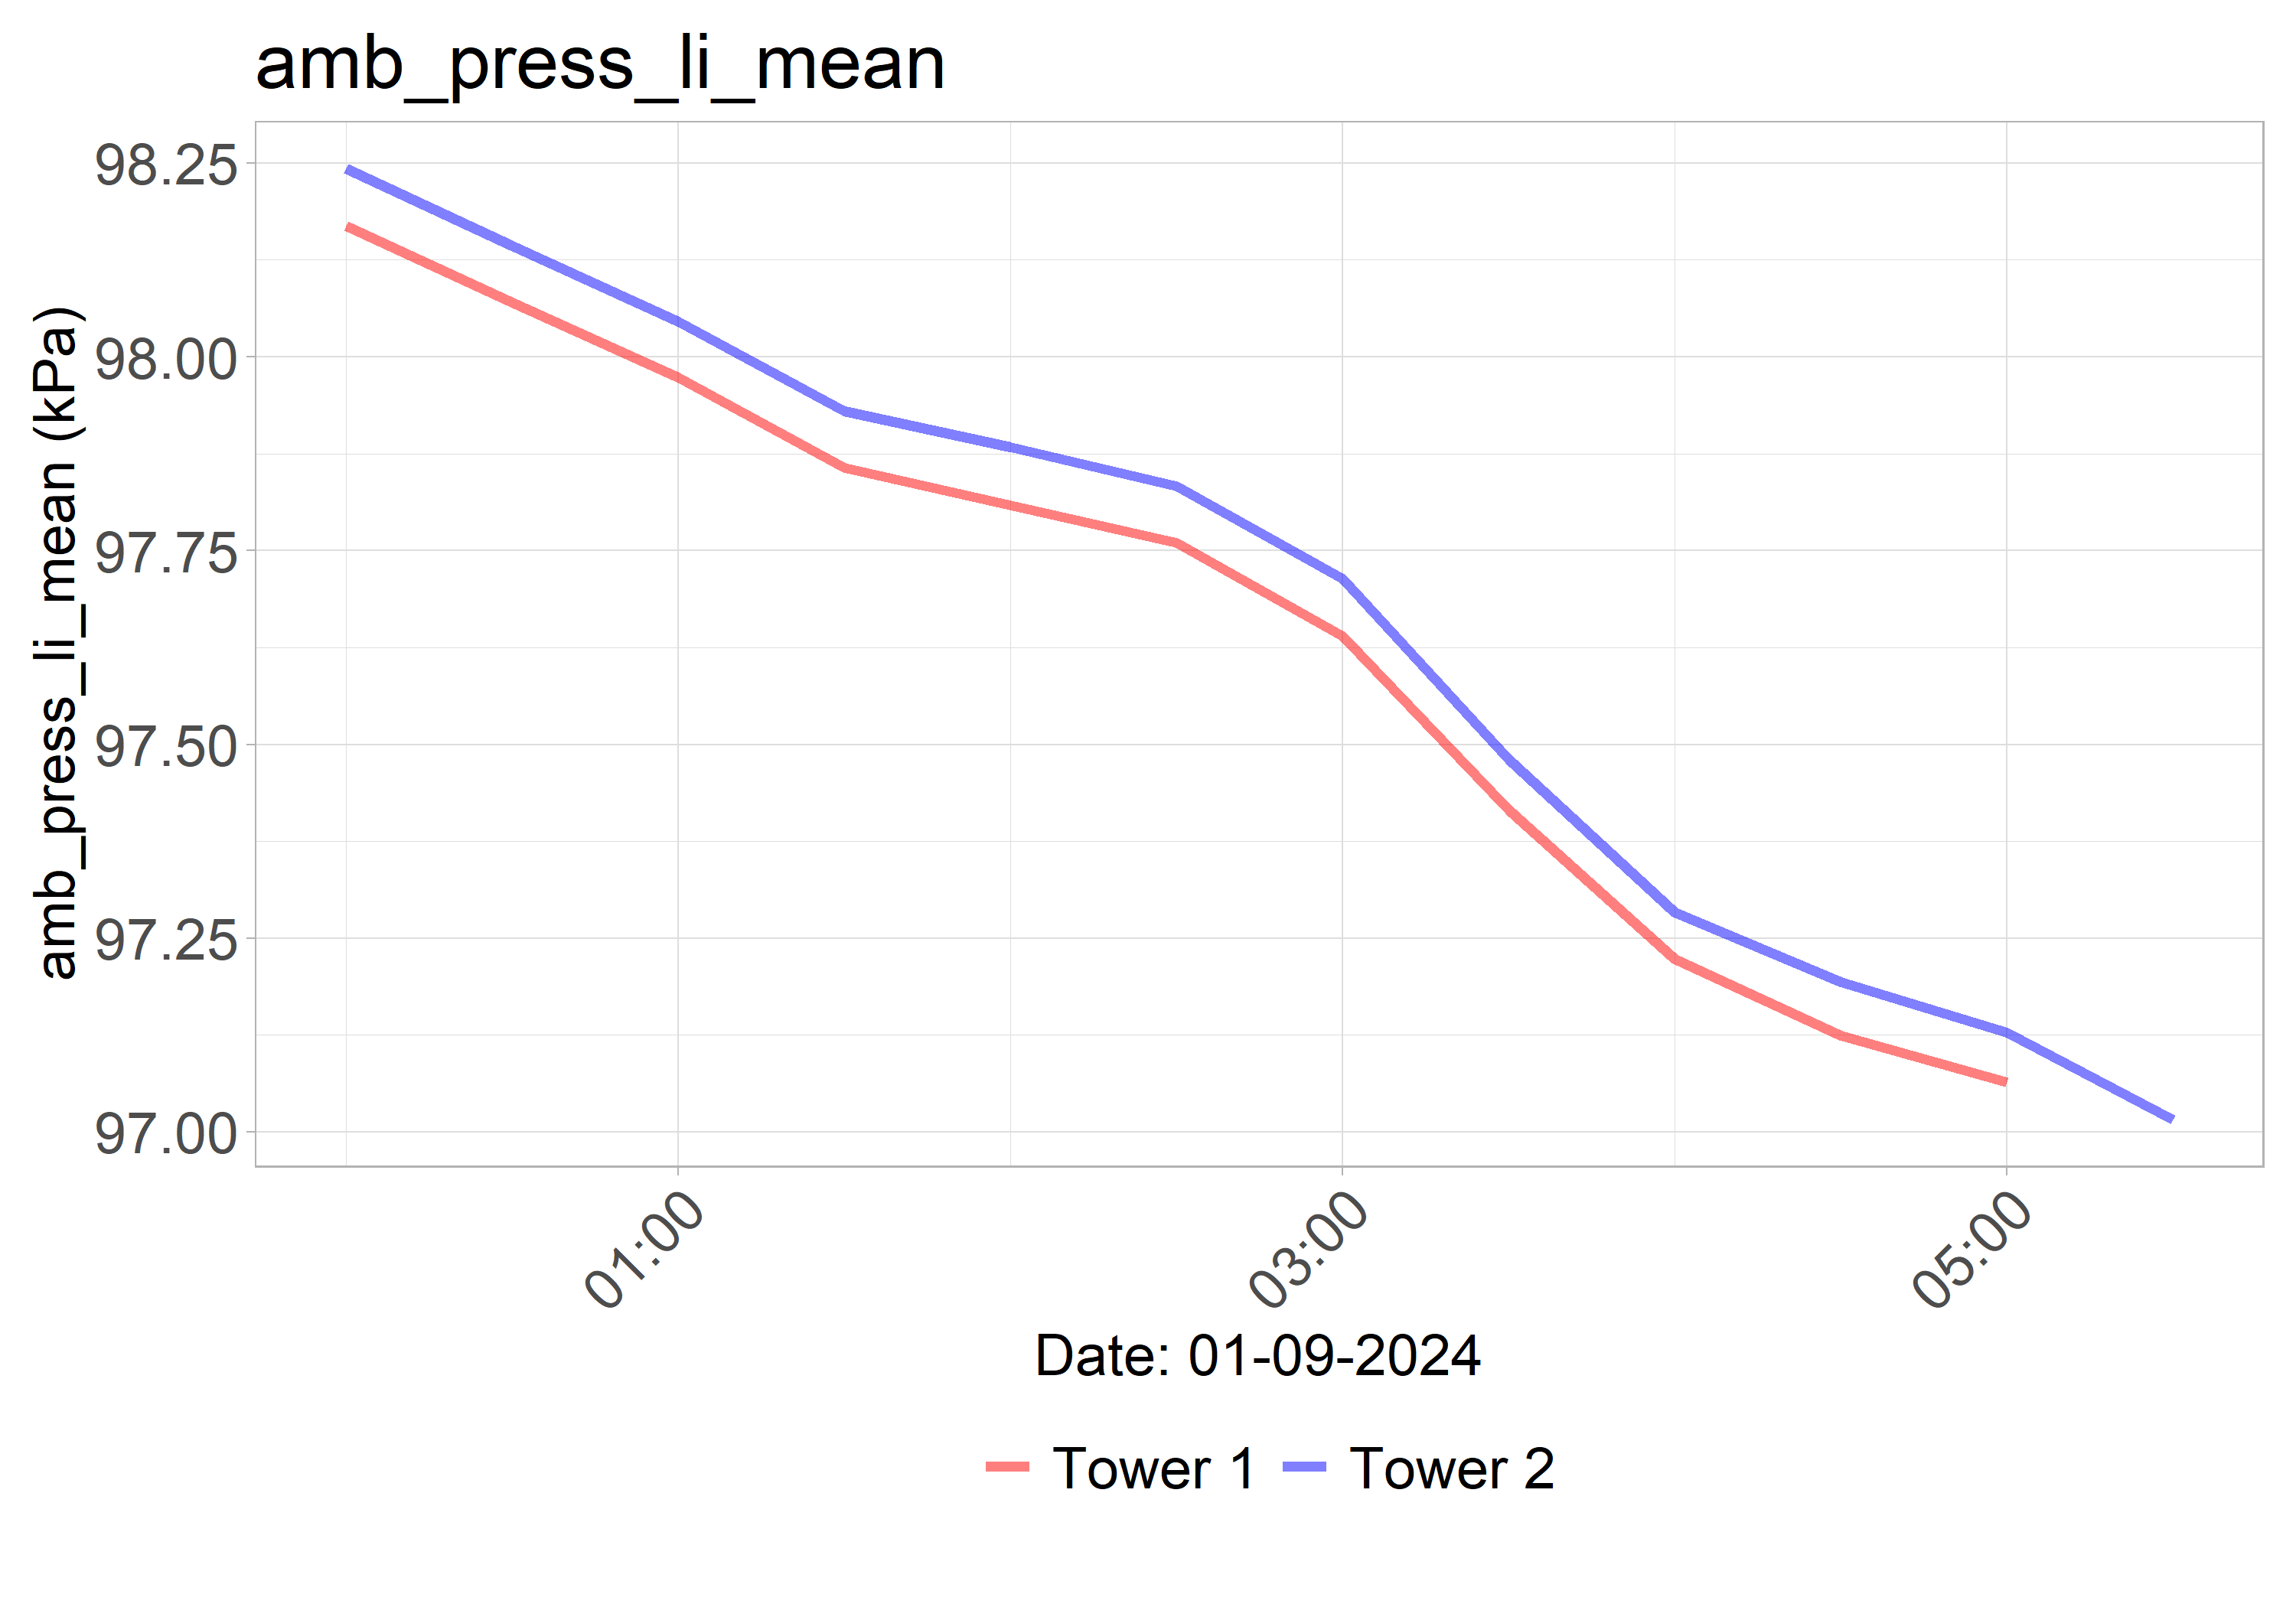 amb_press_li_mean
amb_press_li_mean (kPa)
98.25
98.00
97.75
97.50
97.25
97.00
01:00
03:00
05:00
Date: 01-09-2024
Tower 1
Tower 2